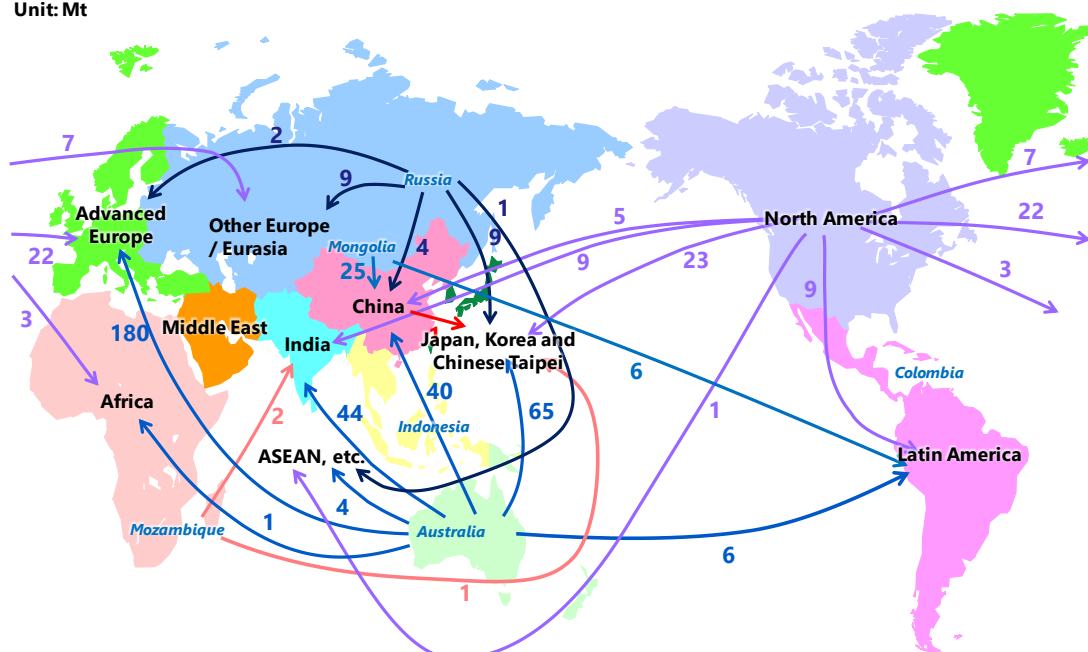 Unit: Mt
2
7
7
9
Russia
1
Advanced
Europe
Other Europe
/ Eurasia
North America
5
22
Mongolia
4
9
22
25
9
23
3
China
9
3
180
Middle East
India
1
Japan, Korea and
Chinese Taipei
6
Colombia
Africa
2
44
40
65
1
Indonesia
ASEAN, etc.
Latin America
4
1
Mozambique
Australia
6
1